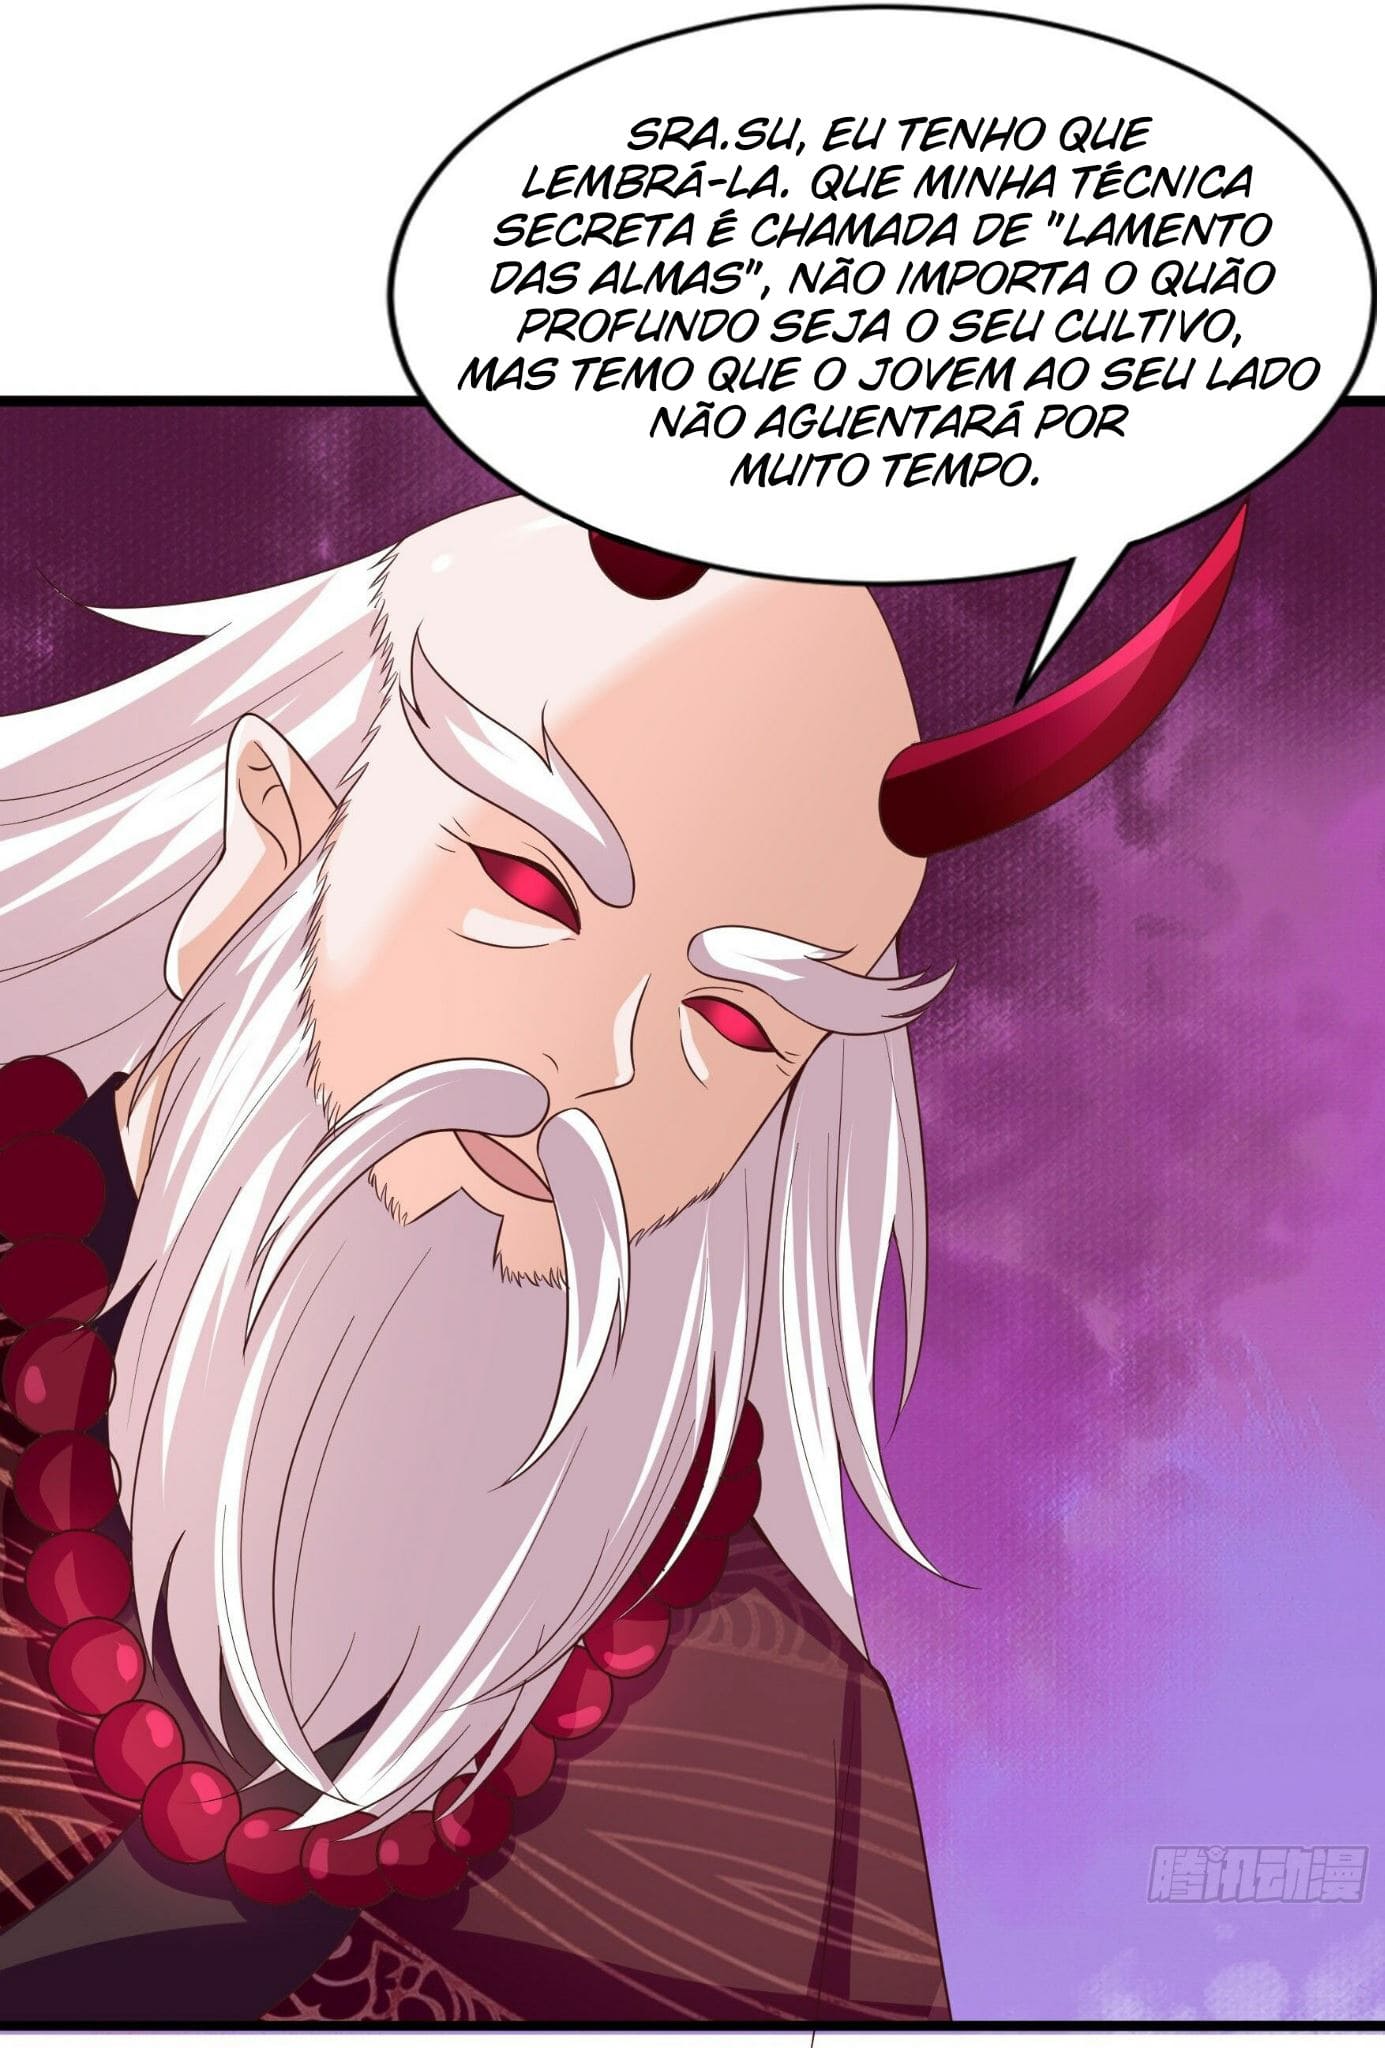 SRA.SU, EU TENHO QUE
LEMBRÁ-LA. QUE MINHA TÉCNICA
SECRETA É CHAMADA DE "LAMENTO
DAS ALMAS", NÃO IMPORTA O QUÃO
PROFUNDO SEJA O SEU CULTIVO,
MAS TEMO QUE O JOVEM AO SEU LADO
NÃO AGUENTARÁ POR
MUITO TEMPO.
腾讯动漫